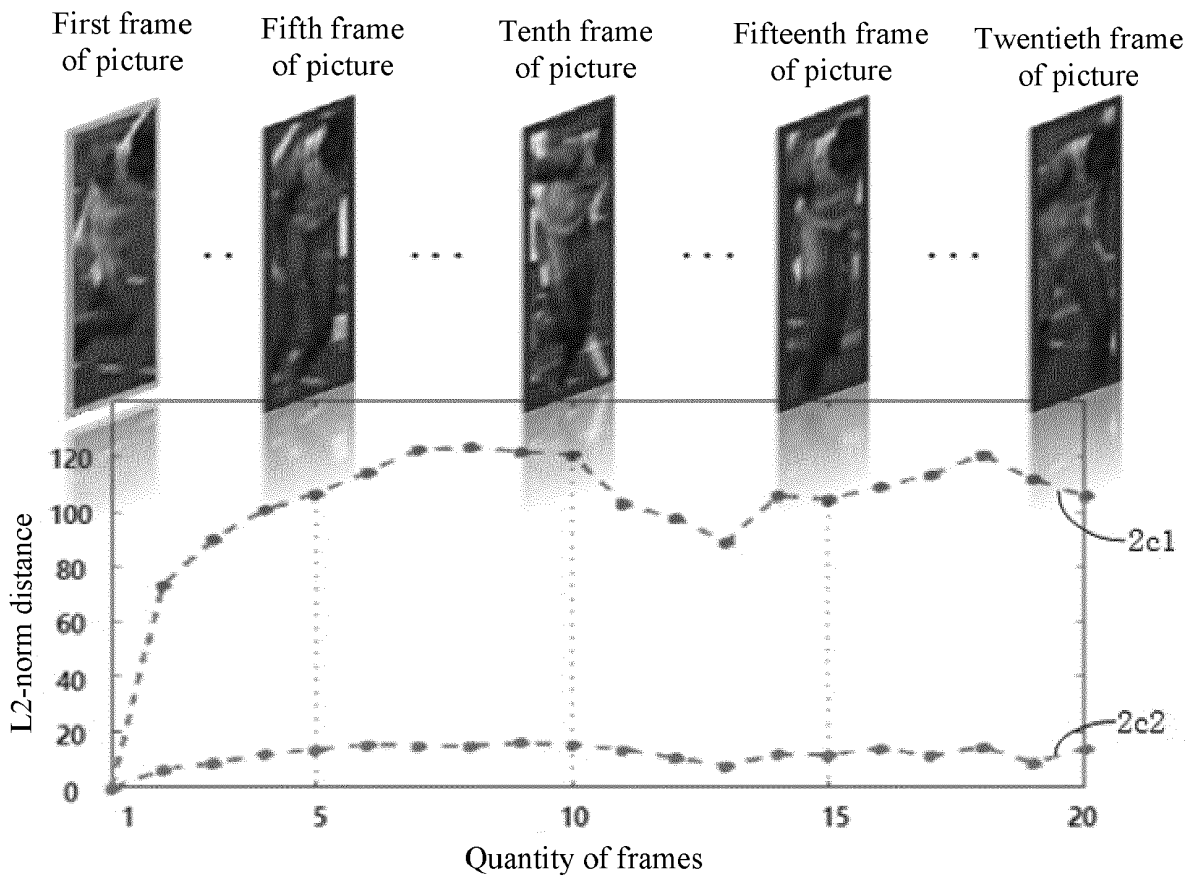 First frame
of picture
Fifth frame
of picture
Tenth frame
of picture
Fifteenth frame
of picture
Twentieth frame
of picture
120
100
80
60
40
20
0
L2-norm distance
2c1
2c2
1
5
10
15
20
Quantity of frames